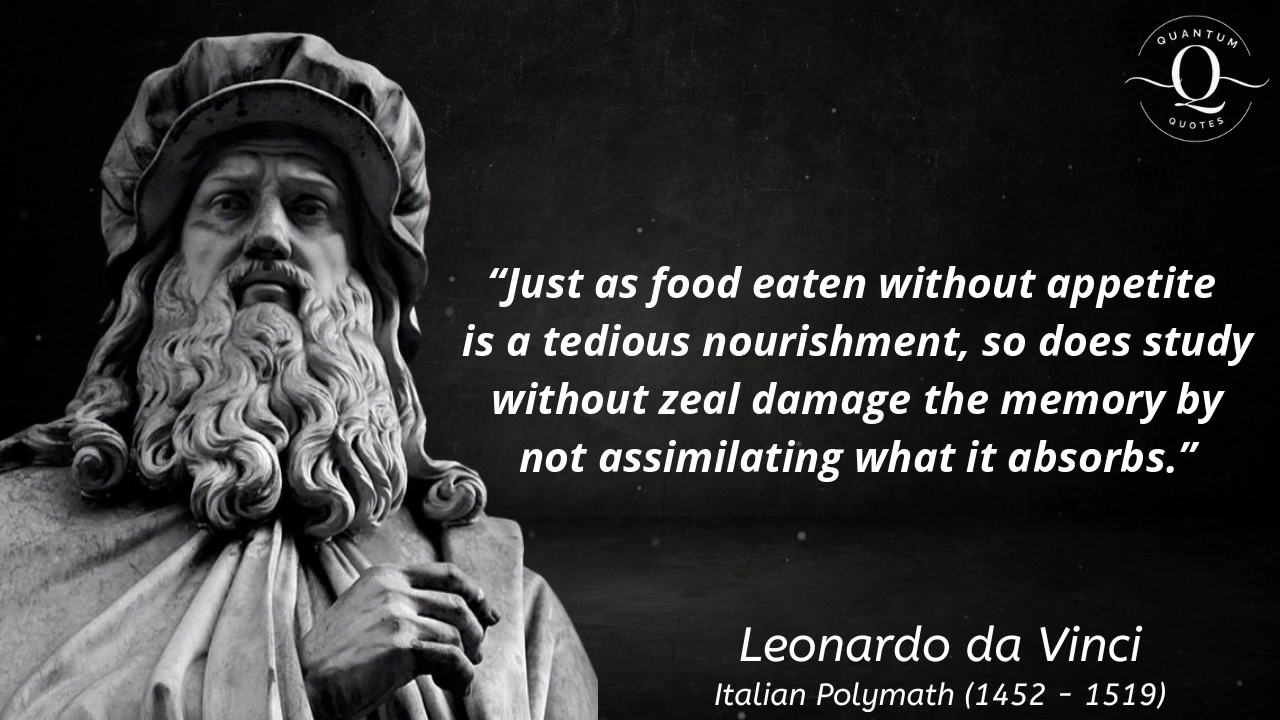 QUANTUM
Q
QUOTES
“Just as food eaten without appetite
is a tedious nourishment, so does study
without zeal damage the memory by
not assimilating what it absorbs.”
Leonardo da Vinci
Italian Polymath (1452 - 1519)